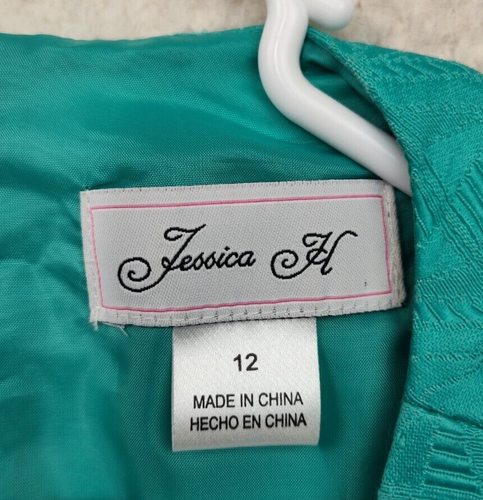 Jessica H
12
MADE IN CHINA
HECHO EN CHINA